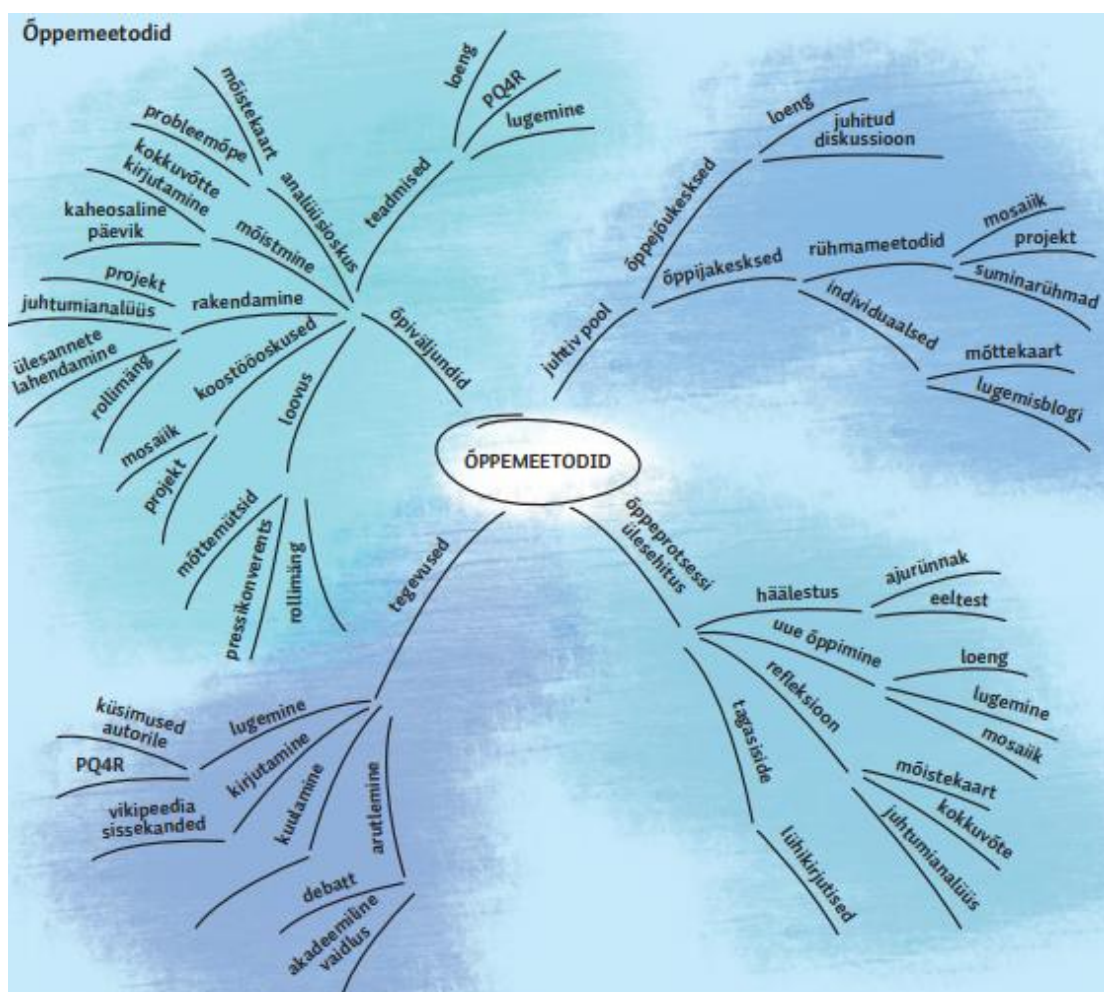 Õppemeetodid
ÕPPEMEETODID
õpiväljundid
teadmised
loeng
PQ4R
lugemine
analüüsioskus
mõistekaart
probleemõpe
mõistmine
kokkuvõtte
kirjutamine
kaheosaline
päevik
rakendamine
projekt
juhtumianalüüs
ülesannete
lahendamine
rollimäng
koostööoskused
mosaiik
projekt
loovus
mõttemütsid
pressikonverents
rollimäng
juhtiv pool
õppejõukesksed
loeng
juhitud
diskussioon
õppijakesksed
rühmameetodid
mosaiik
projekt
suminarühmad
individuaalsed
mõttekaart
lugemisblogi
õppeprotsessi
ülesehitus
häälestus
ajurünnak
eeltest
uue õppimine
loeng
lugemine
mosaiik
refleksioon
mõistekaart
kokkuvõte
juhtumianalüüs
tagasiside
lühikirjutised
tegevused
lugemine
küsimused
autorile
PQ4R
kirjutamine
vikipeedia
sissekanded
kuulamine
arutlemine
debatt
akadeemiline
vaidlus